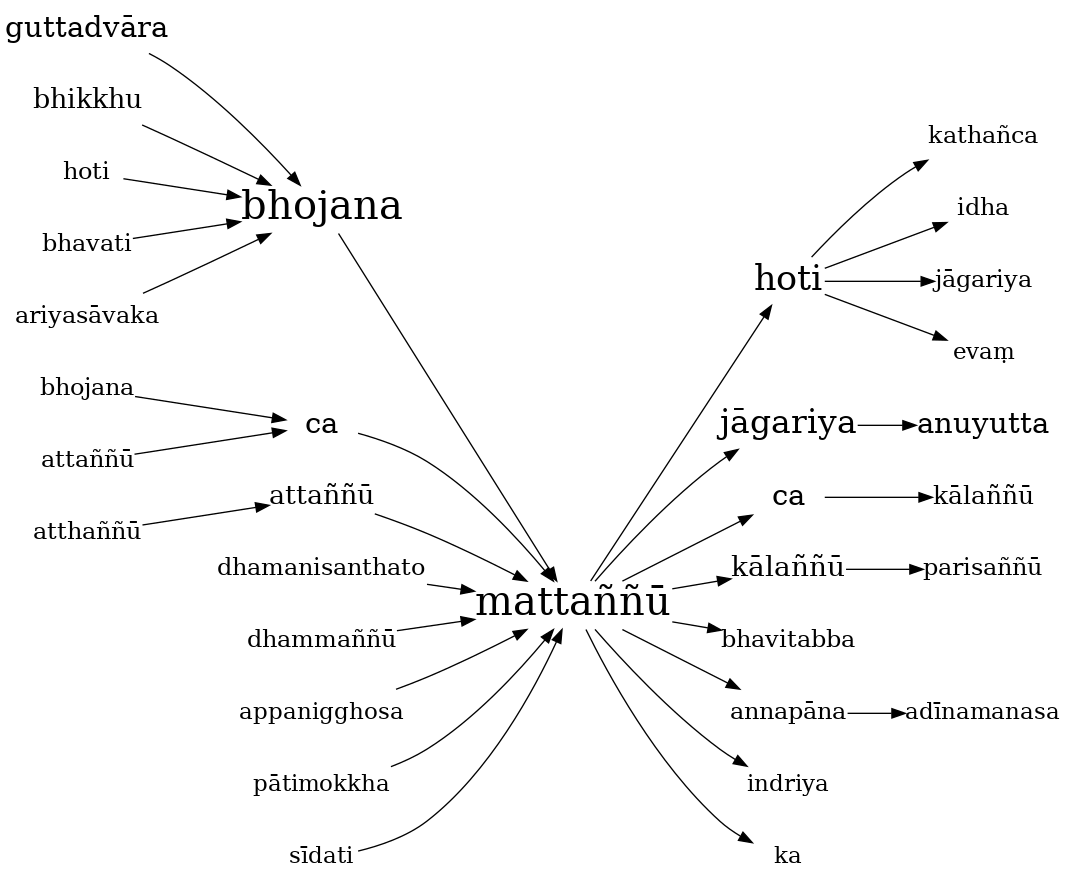 guttadvāra
bhikkhu
hoti
bhavati
ariyasāvaka
bhojana
attaññū
atthaññū
bhojana
ca
attaññū
dhamanisanthato
dhammaññū
appanigghosa
pātimokkha
sīdati
mattaññū
hoti
jāgariya
ca
kālaññū
bhavitabba
annapāna
indriya
ka
kathañca
idha
jāgariya
evaṃ
anuyutta
kālaññū
parisaññū
adīnamanasa